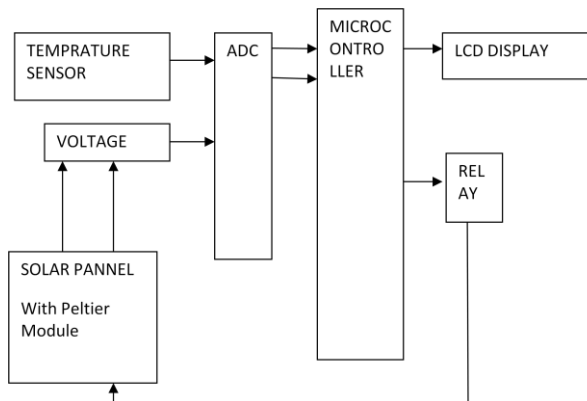 TEMPRATURE
SENSOR
ADC
MICROC
ONTRO
LLER
LCD DISPLAY
VOLTAGE
REL
AY
SOLAR PANNEL
With Peltier
Module